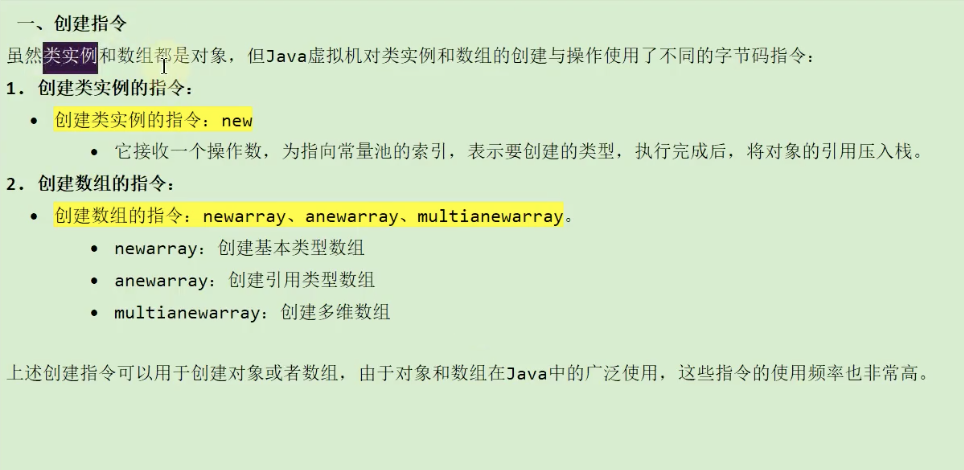 一、创建指令
虽然类实例和数组都是对象，但Java虚拟机对类实例和数组的创建与操作使用了不同的字节码指令：
1. 创建类实例的指令：
• 创建类实例的指令：new
• 它接收一个操作数，为指向常量池的索引，表示要创建的类型，执行完成后，将对象的引用压入栈。
2. 创建数组的指令：
• 创建数组的指令：newarray、anewarray、multianewarray。
• newarray：创建基本类型数组
• anewarray：创建引用类型数组
• multianewarray：创建多维数组
上述创建指令可以用于创建对象或者数组，由于对象和数组在Java中的广泛使用，这些指令的使用频率也非常高。